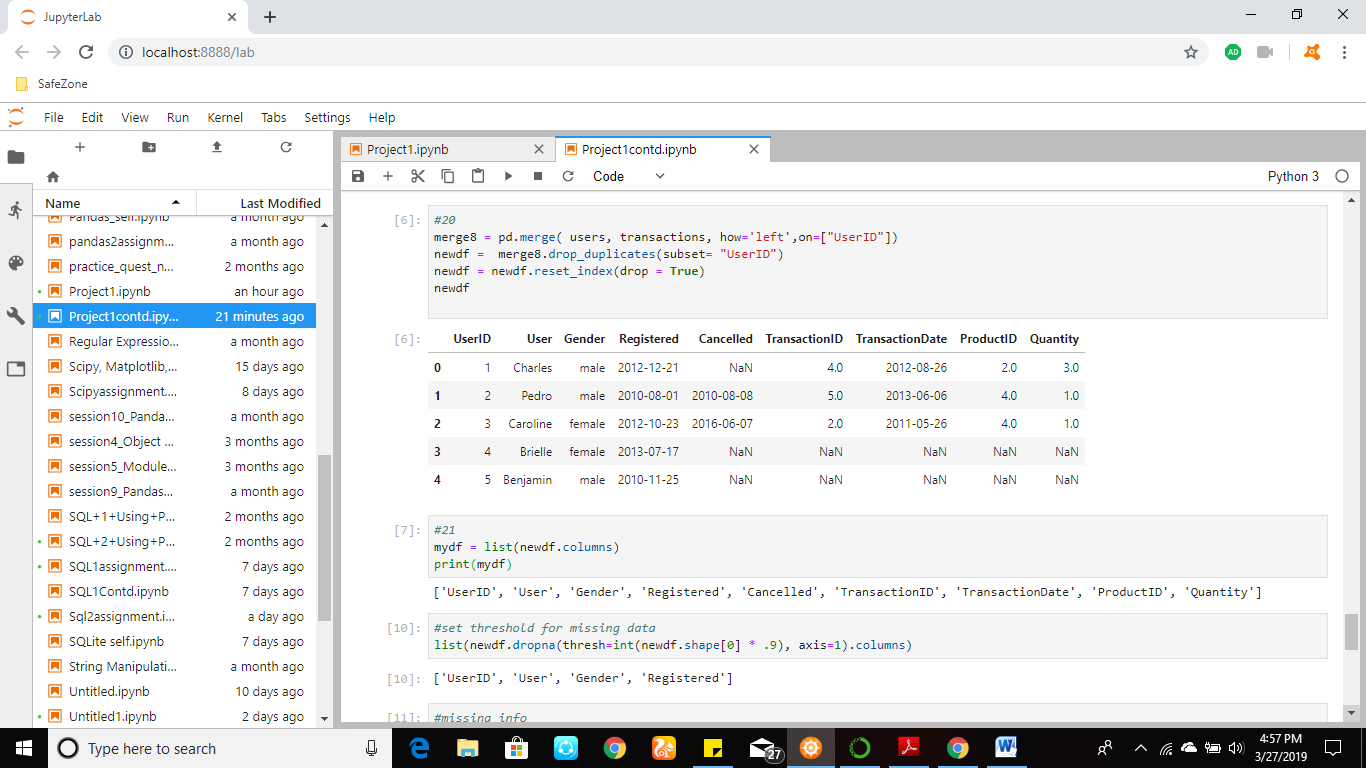 JupyterLab
localhost:8888/lab
AD
SafeZone
File Edit View Run Kernel Tabs Settings Help
Project1.ipynb
Project1contd.ipynb
Code
Python 3
Name Last Modified
Pandas_self.ipynb a month ago
pandas2assignm... a month ago
practice_quest_n... 2 months ago
Project1.ipynb an hour ago
Project1contd.ipy... 21 minutes ago
Regular Expressio... a month ago
Scipy, Matplotlib,... 15 days ago
Scipyassignment.... 8 days ago
session10_Panda... a month ago
session4_Object ... 3 months ago
session5_Module... 3 months ago
session9_Pandas... a month ago
SQL+1+Using+P... 2 months ago
SQL+2+Using+P... 2 months ago
SQL1assignment.... 7 days ago
SQL1Contd.ipynb 7 days ago
Sql2assignment.i... a day ago
SQLite self.ipynb 7 days ago
String Manipulati... a month ago
Untitled.ipynb 10 days ago
Untitled1.ipynb 2 days ago
[6]: #20
merge8 = pd.merge( users, transactions, how='left',on=["UserID"])
newdf =  merge8.drop_duplicates(subset= "UserID")
newdf = newdf.reset_index(drop = True)
newdf
[6]: UserID User Gender Registered Cancelled TransactionID TransactionDate ProductID Quantity
0 1 Charles male 2012-12-21 NaN 4.0 2012-08-26 2.0 3.0
1 2 Pedro male 2010-08-01 2010-08-08 5.0 2013-06-06 4.0 1.0
2 3 Caroline female 2012-10-23 2016-06-07 2.0 2011-05-26 4.0 1.0
3 4 Brielle female 2013-07-17 NaN NaN NaN NaN NaN
4 5 Benjamin male 2010-11-25 NaN NaN NaN NaN NaN
[7]: #21
mydf = list(newdf.columns)
print(mydf)
['UserID', 'User', 'Gender', 'Registered', 'Cancelled', 'TransactionID', 'TransactionDate', 'ProductID', 'Quantity']
[10]: #set threshold for missing data
list(newdf.dropna(thresh=int(newdf.shape[0] * .9), axis=1).columns)
[10]: ['UserID', 'User', 'Gender', 'Registered']
[11]: #missing info
Type here to search
27
4:57 PM
3/27/2019